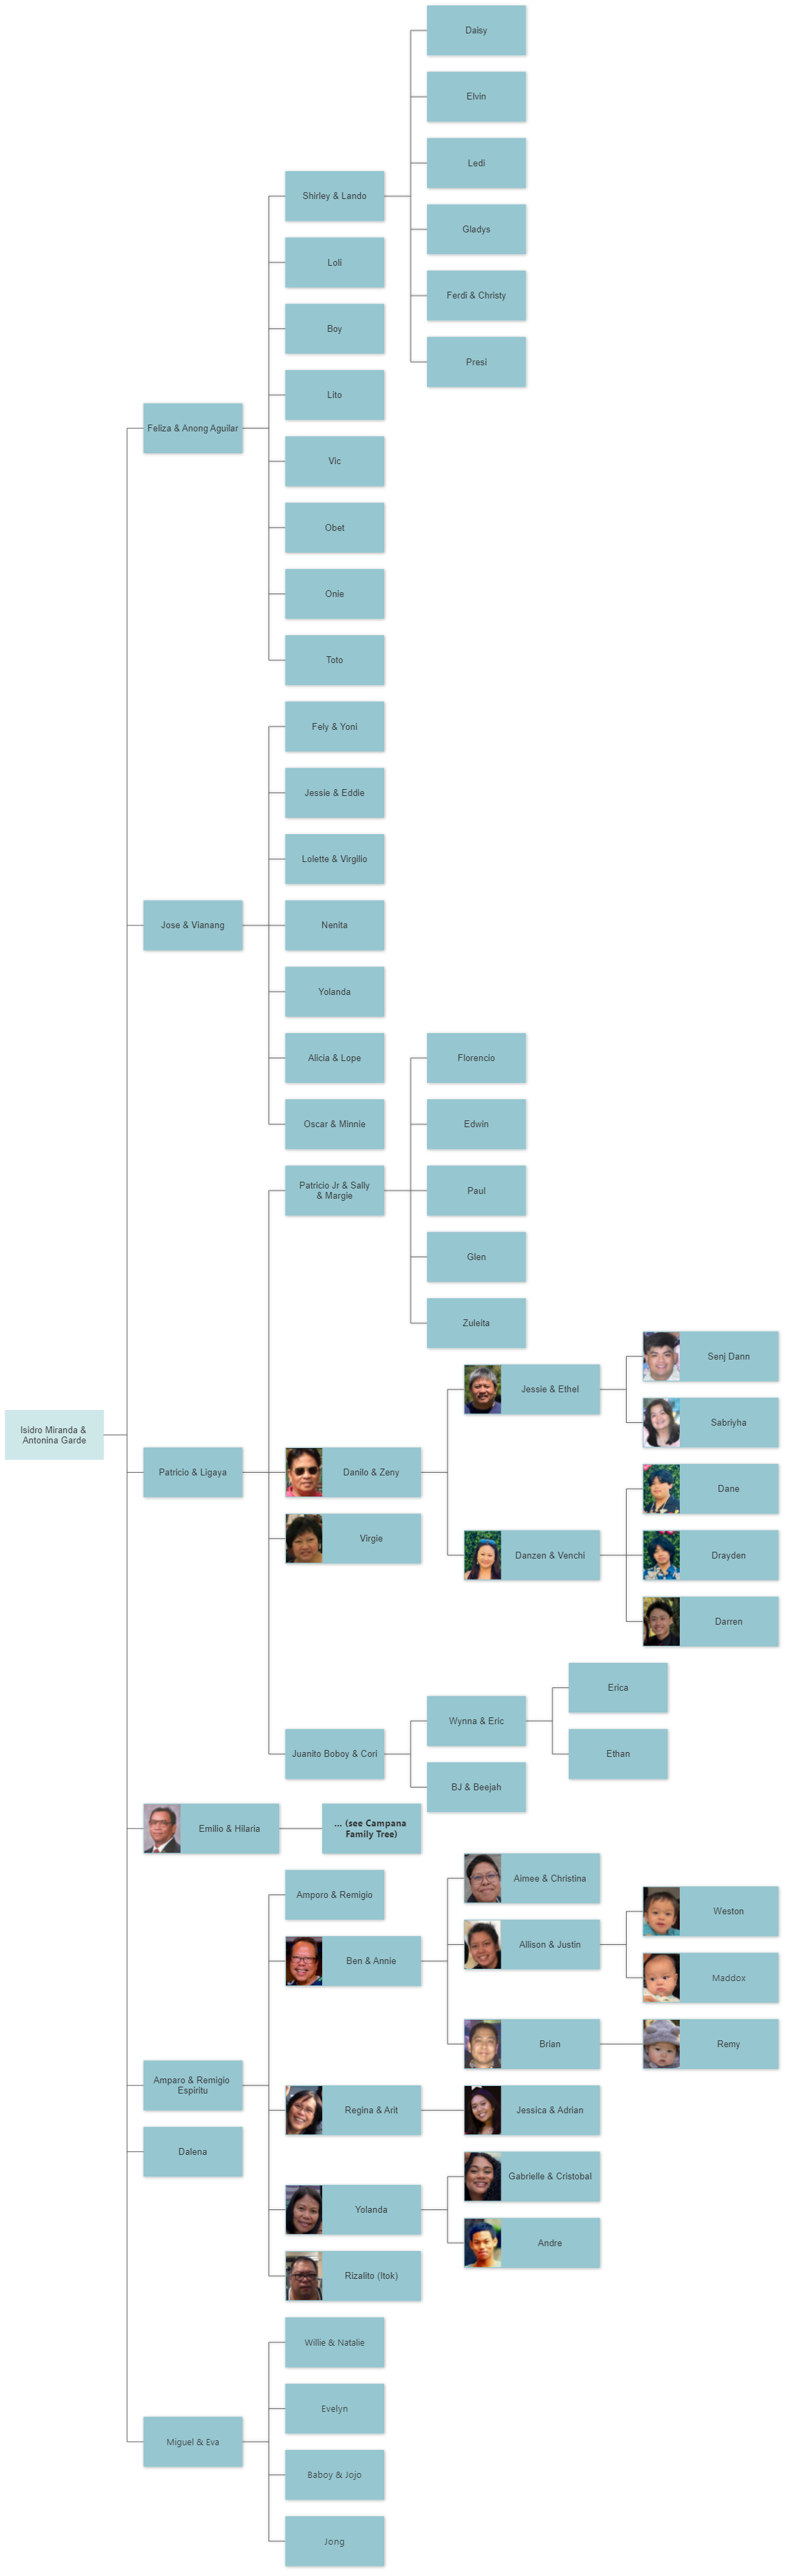 Daisy
Elvin
Ledi
Shirley & Lando
Gladys
Loli
Ferdi & Christy
Boy
Presi
Lito
Feliza & Anong Aguilar
Vic
Obet
Onie
Toto
Fely & Yoni
Jessie & Eddie
Lolette & Virgilio
Jose & Vianang
Nenita
Yolanda
Alicia & Lope
Florencio
Oscar & Minnie
Edwin
Patricio Jr & Sally
& Margie
Paul
Glen
Zuleita
Senj Dann
Jessie & Ethel
Sabriyha
Isidro Miranda &
Antonina Garde
Patricio & Ligaya
Danilo & Zeny
Dane
Virgie
Danzen & Venchi
Drayden
Darren
Erica
Wynna & Eric
Juanito Boboy & Cori
Ethan
BJ & Beejah
Emilio & Hilaria
... (see Campana
Family Tree)
Aimee & Christina
Amporo & Remigio
Weston
Allison & Justin
Ben & Annie
Maddox
Brian
Remy
Amparo & Remigio
Espiritu
Regina & Arit
Jessica & Adrian
Dalena
Gabrielle & Cristobal
Yolanda
Andre
Rizalito (Itok)
Willie & Natalie
Evelyn
Miguel & Eva
Baboy & Jojo
Jong